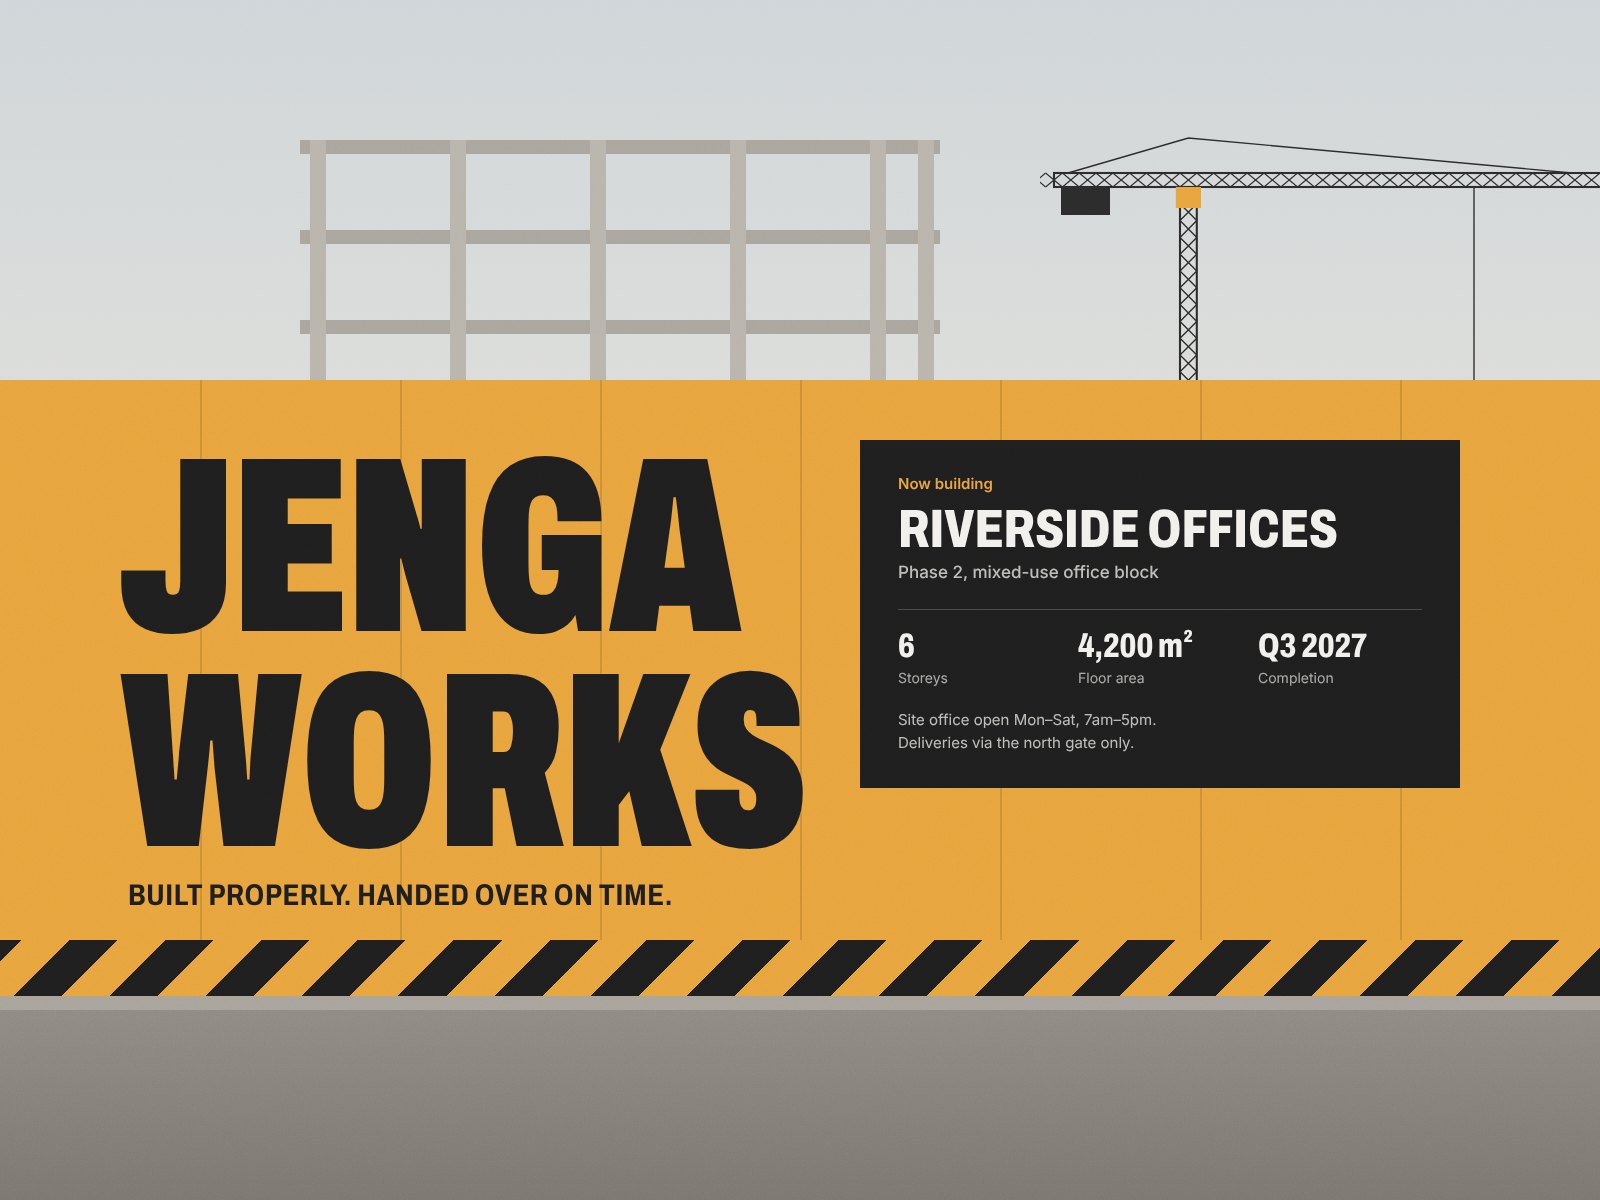 JENGA
WORKS
BUILT PROPERLY. HANDED OVER ON TIME.
Now building
RIVERSIDE OFFICES
Phase 2, mixed-use office block
6
Storeys
4,200 m²
Floor area
Q3 2027
Completion
Site office open Mon–Sat, 7am–5pm.
Deliveries via the north gate only.